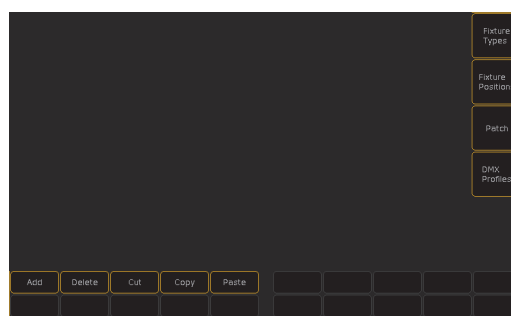 Fixture
Types
Fixture
Position
Patch
DMX
Profiles
Add
Delete
Cut
Copy
Paste